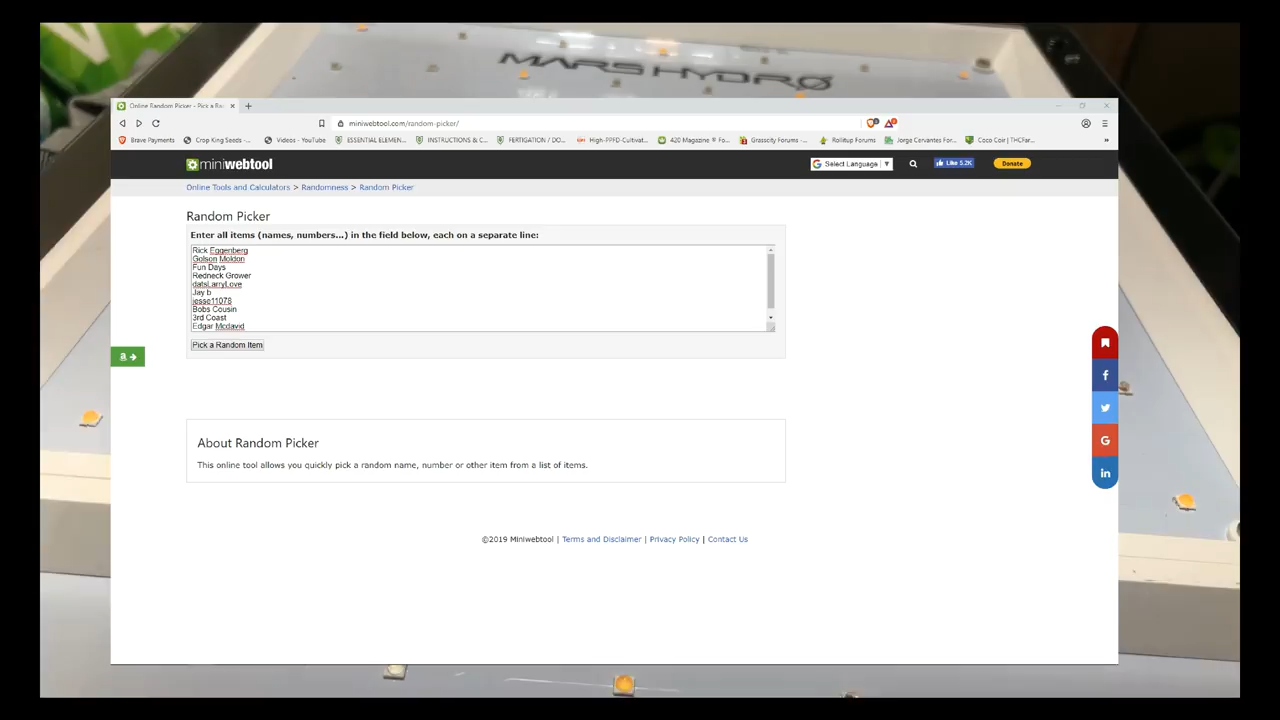 MARS HYDRO
Online Random Picker - Pick a Ra
miniwebtool.com/random-picker/
Brave Payments
Crop King Seeds -...
Videos - YouTube
ESSENTIAL ELEMEN...
INSTRUCTIONS & C...
FERTIGATION / DO...
High-PPFD-Cultivat...
420 Magazine ® Fo...
Grasscity Forums -...
Rollitup Forums
Jorge Cervantes For...
Coco Coir | THCFar...
miniwebtool
Select Language
Like 5.2K
Donate
Online Tools and Calculators > Randomness > Random Picker
Random Picker
Enter all items (names, numbers...) in the field below, each on a separate line:
Rick Eggenberg
Golson Moldon
Fun Days
Redneck Grower
datsLarryLove
Jay b
jesse11078
Bobs Cousin
3rd Coast
Edgar Mcdavid
Pick a Random Item
About Random Picker
This online tool allows you quickly pick a random name, number or other item from a list of items.
©2019 Miniwebtool | Terms and Disclaimer | Privacy Policy | Contact Us